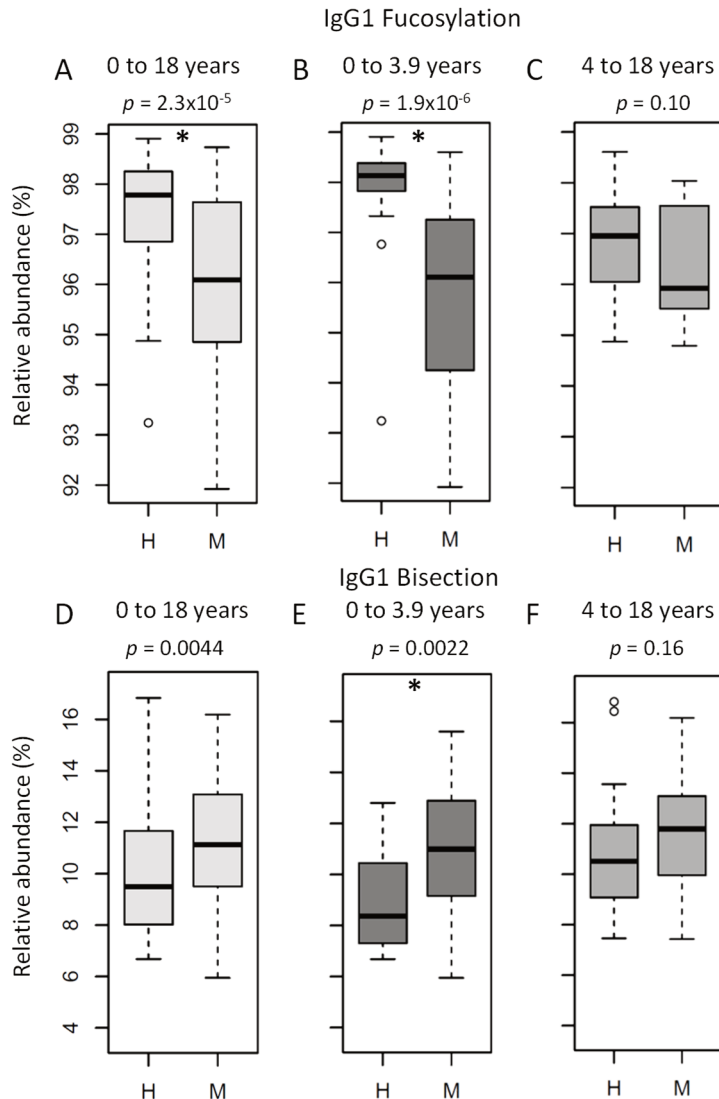 IgG1 Fucosylation
A 0 to 18 years
p = 2.3x10-5
B 0 to 3.9 years
p = 1.9x10-6
C 4 to 18 years
p = 0.10
Relative abundance (%)
99
98
97
96
95
94
93
92
*
*
H M
H M
H M
IgG1 Bisection
D 0 to 18 years
p = 0.0044
E 0 to 3.9 years
p = 0.0022
F 4 to 18 years
p = 0.16
Relative abundance (%)
16
14
12
10
8
6
4
*
H M
H M
H M